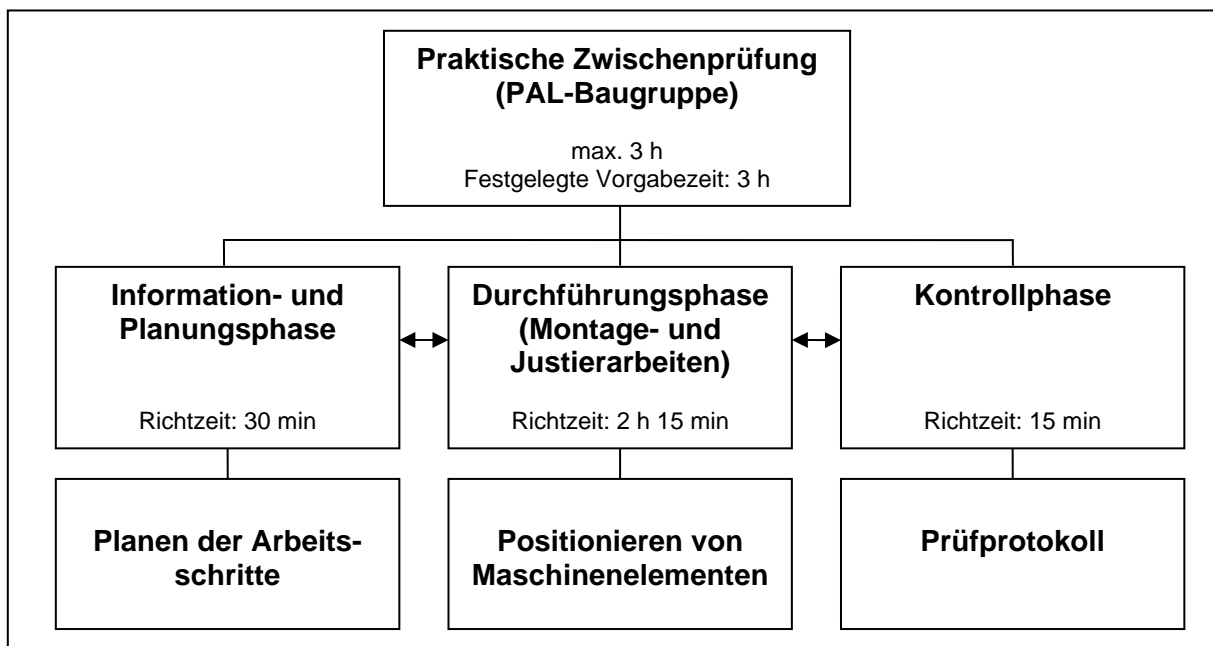 Praktische Zwischenprüfung
(PAL-Baugruppe)
max. 3 h
Festgelegte Vorgabezeit: 3 h
Information- und
Planungsphase
Richtzeit: 30 min
Durchführungsphase
(Montage- und
Justierarbeiten)
Richtzeit: 2 h 15 min
Kontrollphase
Richtzeit: 15 min
Planen der Arbeits-
schritte
Positionieren von
Maschinenelementen
Prüfprotokoll